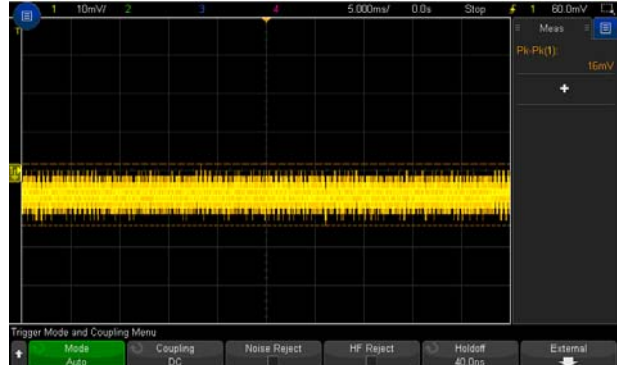 1 10mV/ 2 3 4 5.000ms/ 0.0s Stop 1 60.0mV
Meas
Pk-Pk(1):
16mV
Trigger Mode and Coupling Menu
Mode Coupling Noise Reject HF Reject Holdoff External
Auto DC 40.0ns